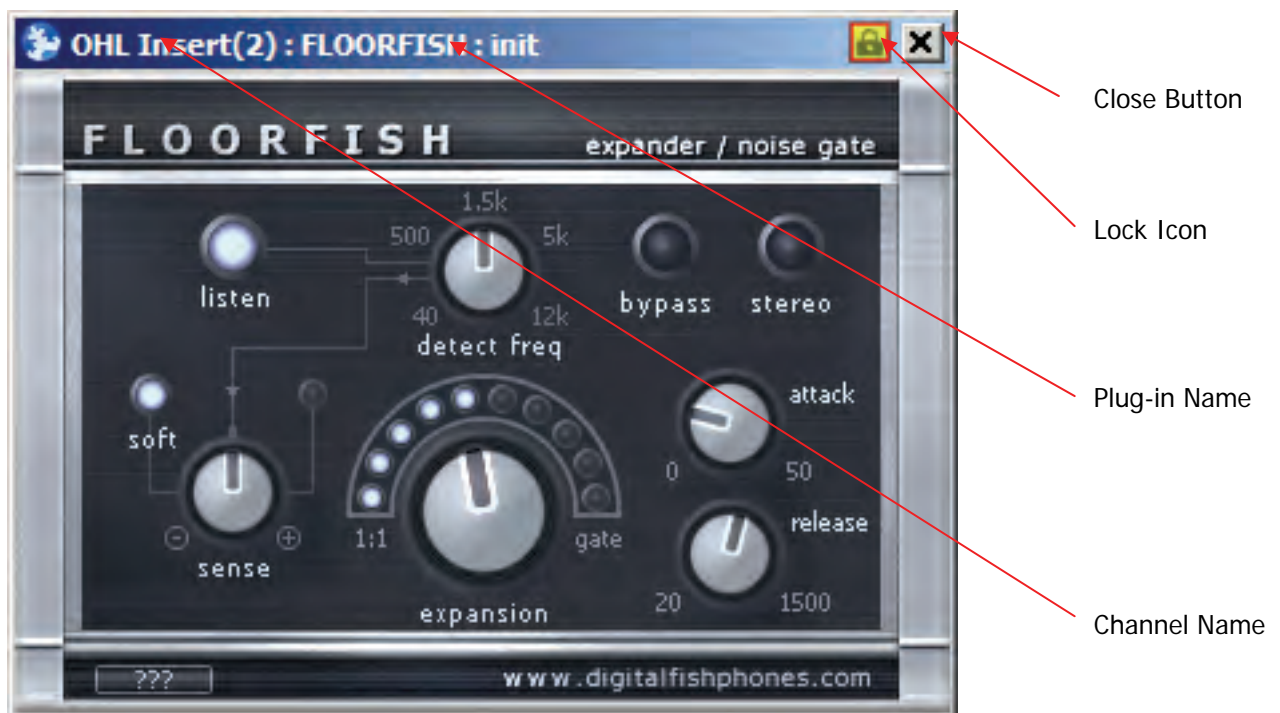 OHL Insert(2) : FLOORFISH : init
Close Button
FLOORFISH
expander / noise gate
Lock Icon
1.5k
500
5k
listen
40
12k
detect freq
bypass
stereo
Plug-in Name
soft
attack
0
50
1:1
gate
release
sense
expansion
20
1500
Channel Name
???
www.digitalfishphones.com